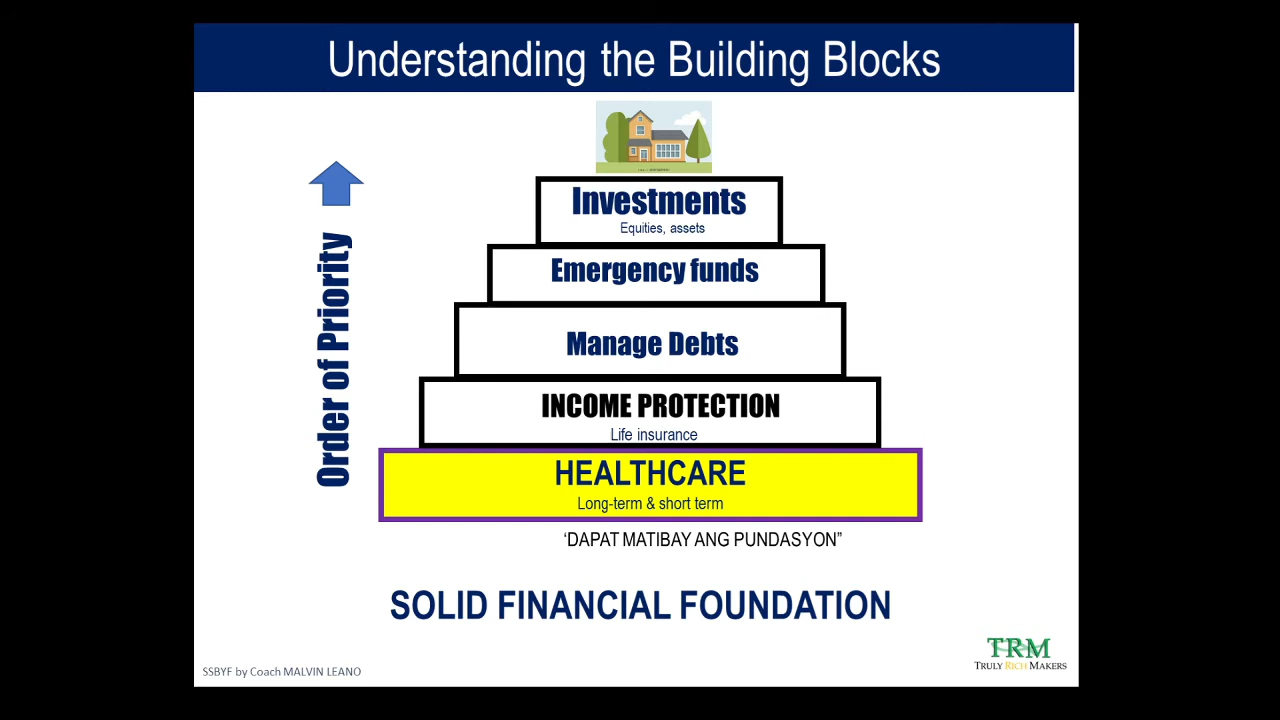 Understanding the Building Blocks
Order of Priority
Investments
Equities, assets
Emergency funds
Manage Debts
INCOME PROTECTION
Life insurance
HEALTHCARE
Long-term & short term
‘DAPAT MATIBAY ANG PUNDASYON”
SOLID FINANCIAL FOUNDATION
SSBYF by Coach MALVIN LEANO
TRM
TRULY RICH MAKERS